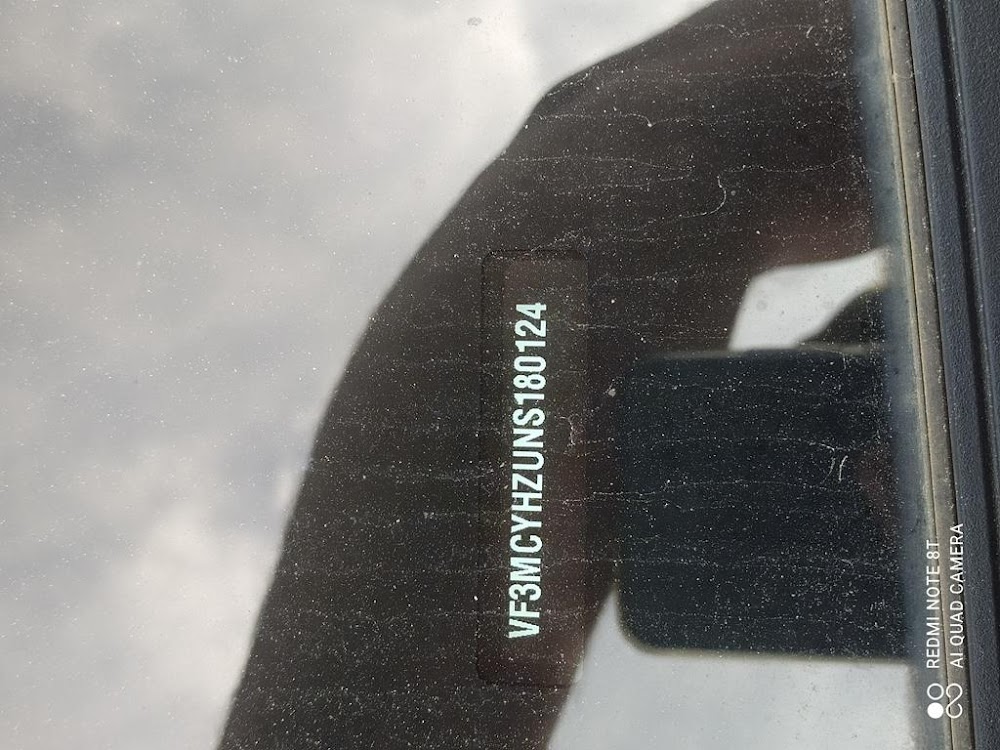 VF3MCYHZUNS180124
REDMI NOTE 8T
AI QUAD CAMERA